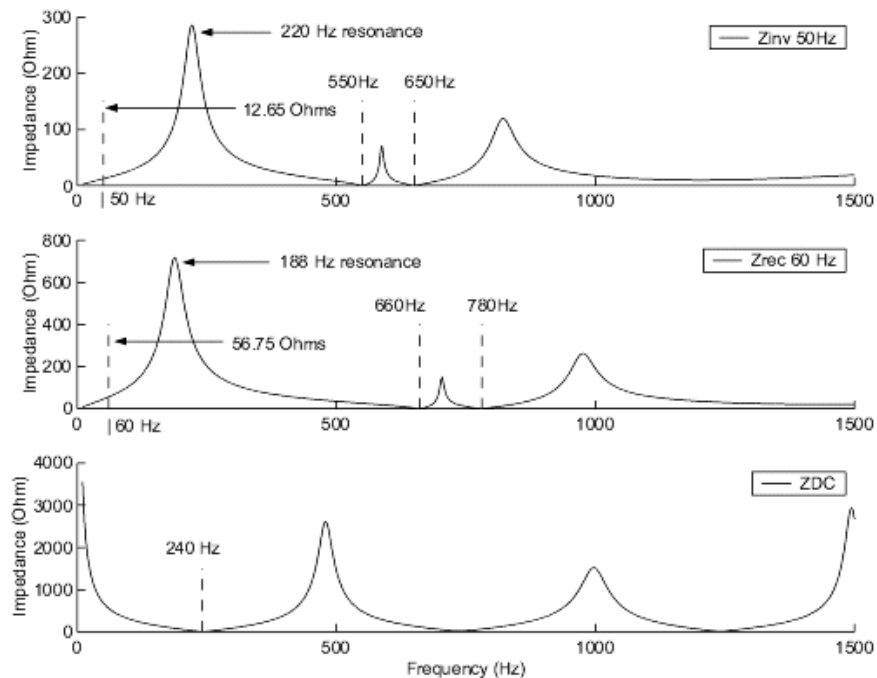 300
200
100
0
Impedance (Ohm)
220 Hz resonance
12.65 Ohms
550Hz
650Hz
Zinv 50Hz
| 50 Hz
0
500
1000
1500
800
600
400
200
0
Impedance (Ohm)
188 Hz resonance
56.75 Ohms
660Hz
780Hz
Zrec 60 Hz
| 60 Hz
0
500
1000
1500
4000
3000
2000
1000
0
Impedance (Ohm)
240 Hz
ZDC
0
500
1000
1500
Frequency (Hz)